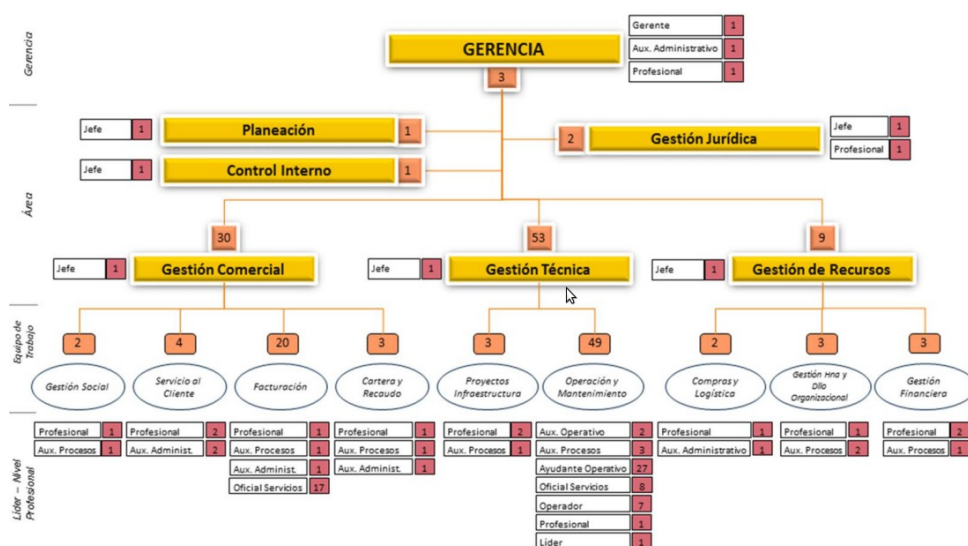 Gerencia
GERENCIA
3
Gerente 1
Aux. Administrativo 1
Profesional 1
Área
Jefe 1
Planeación 1
2 Gestión Jurídica
Jefe 1
Profesional 1
Jefe 1
Control Interno 1
30
53
9
Jefe 1
Gestión Comercial
Jefe 1
Gestión Técnica
Jefe 1
Gestión de Recursos
Equipo de
Trabajo
2
4
20
3
3
49
2
3
3
Gestión Social
Servicio al
Cliente
Facturación
Cartera y
Recaudo
Proyectos
Infraestructura
Operación y
Mantenimiento
Compras y
Logística
Gestión Hna
y Dllo
Organizacional
Gestión
Financiera
Líder – Nivel
Profesional
Profesional 1
Aux. Procesos 1
Profesional 2
Aux. Administ. 2
Profesional 1
Aux. Procesos 1
Aux. Administ. 1
Oficial Servicios 17
Profesional 1
Aux. Procesos 1
Aux. Administ. 1
Profesional 2
Aux. Procesos 1
Aux. Operativo 2
Aux. Procesos 3
Ayudante Operativo 27
Oficial Servicios 8
Operador 7
Profesional 1
Líder 1
Profesional 1
Aux. Administrativo 1
Profesional 1
Aux. Procesos 2
Profesional 2
Aux. Procesos 1